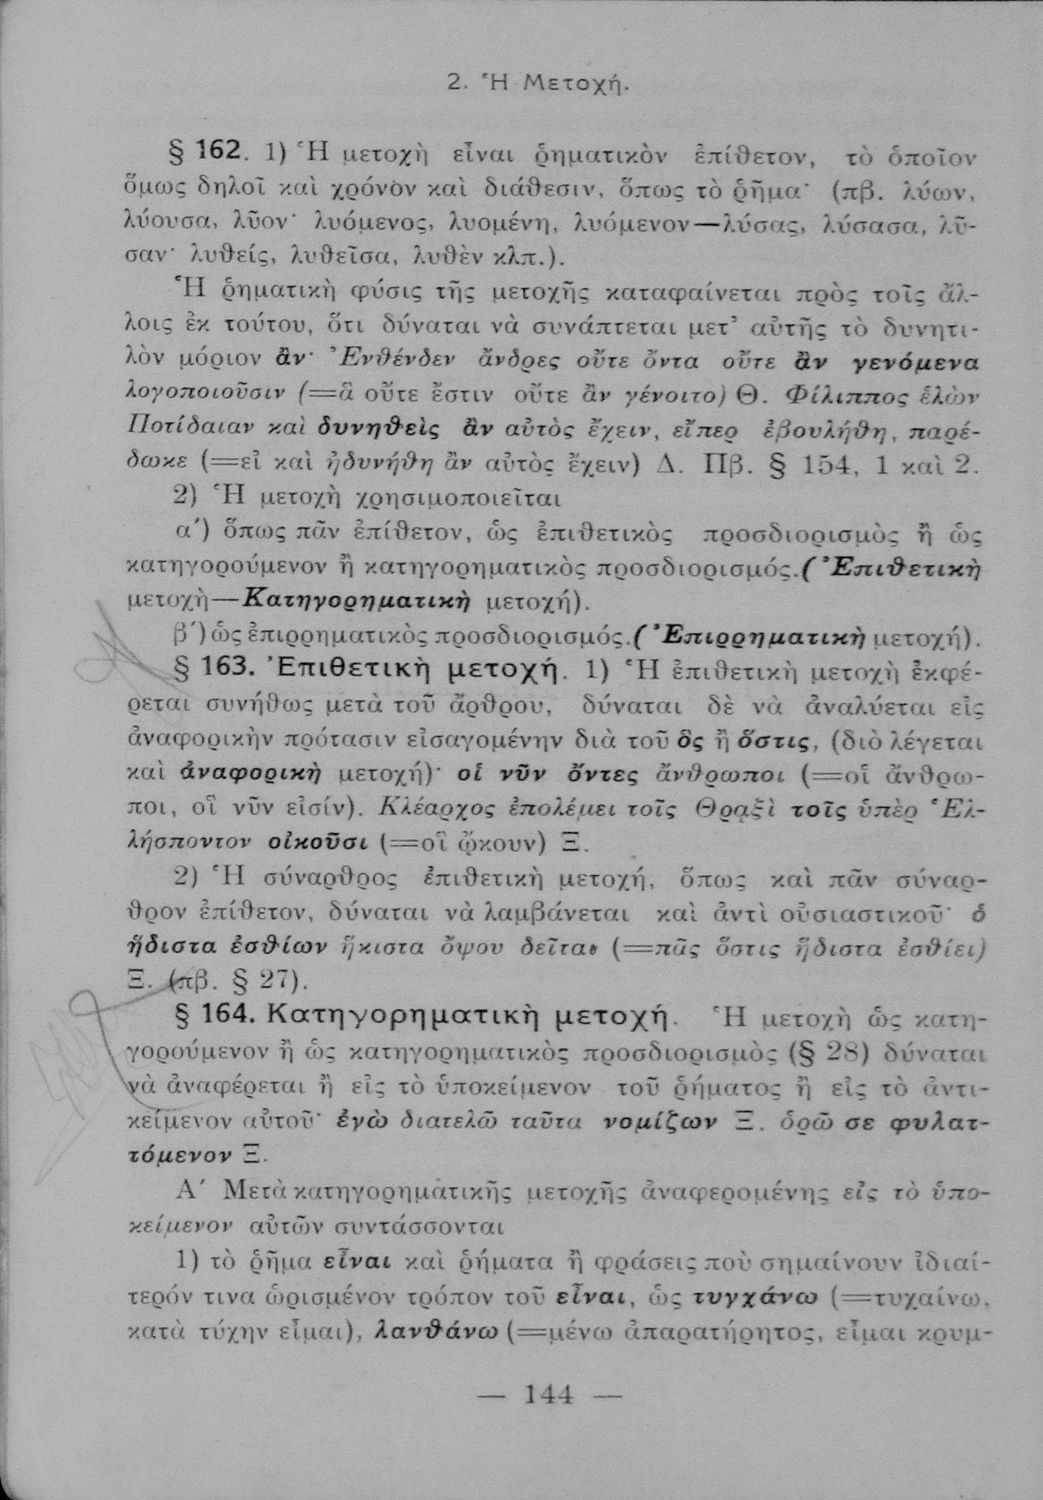 2. Ἡ Μετοχή.
§ 162. 1) Ἡ μετοχὴ εἶναι ῥηματικὸν ἐπίθετον, τὸ ὁποῖον
ὅμως δηλοῖ καὶ χρόνον καὶ διάθεσιν, ὅπως τὸ ῥῆμα· (πβ. λύων,
λύουσα, λῦον· λυόμενος, λυομένη, λυόμενον—λύσας, λύσασα, λῦ-
σαν· λυθείς, λυθεῖσα, λυθὲν κλπ.).
Ἡ ῥηματικὴ φύσις τῆς μετοχῆς καταφαίνεται πρὸς τοῖς ἄλ-
λοις ἐκ τούτου, ὅτι δύναται νὰ συνάπτεται μετ’ αὐτῆς τὸ δυνητι-
λὸν μόριον ἂν· Ἐνθένδεν ἄνδρες οὔτε ὄντα οὔτε ἂν γενόμενα
λογοποιοῦσιν (=ἃ οὔτε ἔστιν οὔτε ἂν γένοιτο) Θ. Φίλιππος ἑλὼν
Ποτίδαιαν καὶ δυνηθεὶς ἂν αὐτὸς ἔχειν, εἴπερ ἐβουλήθη, παρέ-
δωκε (=εἰ καὶ ἠδυνήθη ἂν αὐτὸς ἔχειν) Δ. Πβ. § 154, 1 καὶ 2.
2) Ἡ μετοχὴ χρησιμοποιεῖται
α΄) ὅπως πᾶν ἐπίθετον, ὡς ἐπιθετικὸς προσδιορισμὸς ἢ ὡς
κατηγορούμενον ἢ κατηγορηματικὸς προσδιορισμός.(Ἐπιθετικὴ
μετοχὴ—Κατηγορηματικὴ μετοχή).
β΄) ὡς ἐπιρρηματικὸς προσδιορισμός.(Ἐπιρρηματικὴ μετοχή).
§ 163. Ἐπιθετικὴ μετοχή. 1) Ἡ ἐπιθετικὴ μετοχὴ ἐκφέ-
ρεται συνήθως μετὰ τοῦ ἄρθρου, δύναται δὲ νὰ ἀναλύεται εἰς
ἀναφορικὴν πρότασιν εἰσαγομένην διὰ τοῦ ὃς ἢ ὅστις, (διὸ λέγεται
καὶ ἀναφορικὴ μετοχή)· οἱ νῦν ὄντες ἄνθρωποι (=οἱ ἄνθρω-
ποι, οἳ νῦν εἰσίν). Κλέαρχος ἐπολέμει τοῖς Θρᾳξὶ τοῖς ὑπὲρ Ἑλ-
λήσποντον οἰκοῦσι (=οἳ ᾤκουν) Ξ.
2) Ἡ σύναρθρος ἐπιθετικὴ μετοχή, ὅπως καὶ πᾶν σύναρ-
θρον ἐπίθετον, δύναται νὰ λαμβάνεται καὶ ἀντὶ οὐσιαστικοῦ· ὁ
ἥδιστα ἐσθίων ἥκιστα ὄψου δεῖται (=πᾶς ὅστις ἥδιστα ἐσθίει)
Ξ. (πβ. § 27).
§ 164. Κατηγορηματικὴ μετοχή. Ἡ μετοχὴ ὡς κατη-
γορούμενον ἢ ὡς κατηγορηματικὸς προσδιορισμὸς (§ 28) δύναται
νὰ ἀναφέρεται ἢ εἰς τὸ ὑποκείμενον τοῦ ῥήματος ἢ εἰς τὸ ἀντι-
κείμενον αὐτοῦ· ἐγὼ διατελῶ ταῦτα νομίζων Ξ. ὁρῶ σε φυλατ-
τόμενον Ξ.
Α΄ Μετὰ κατηγορηματικῆς μετοχῆς ἀναφερομένης εἰς τὸ ὑπο-
κείμενον αὐτῶν συντάσσονται
1) τὸ ῥῆμα εἶναι καὶ ῥήματα ἢ φράσεις ποὺ σημαίνουν ἰδιαί-
τερόν τινα ὡρισμένον τρόπον τοῦ εἶναι, ὡς τυγχάνω (=τυχαίνω,
κατὰ τύχην εἶμαι), λανθάνω (=μένω ἀπαρατήρητος, εἶμαι κρυμ-
— 144 —